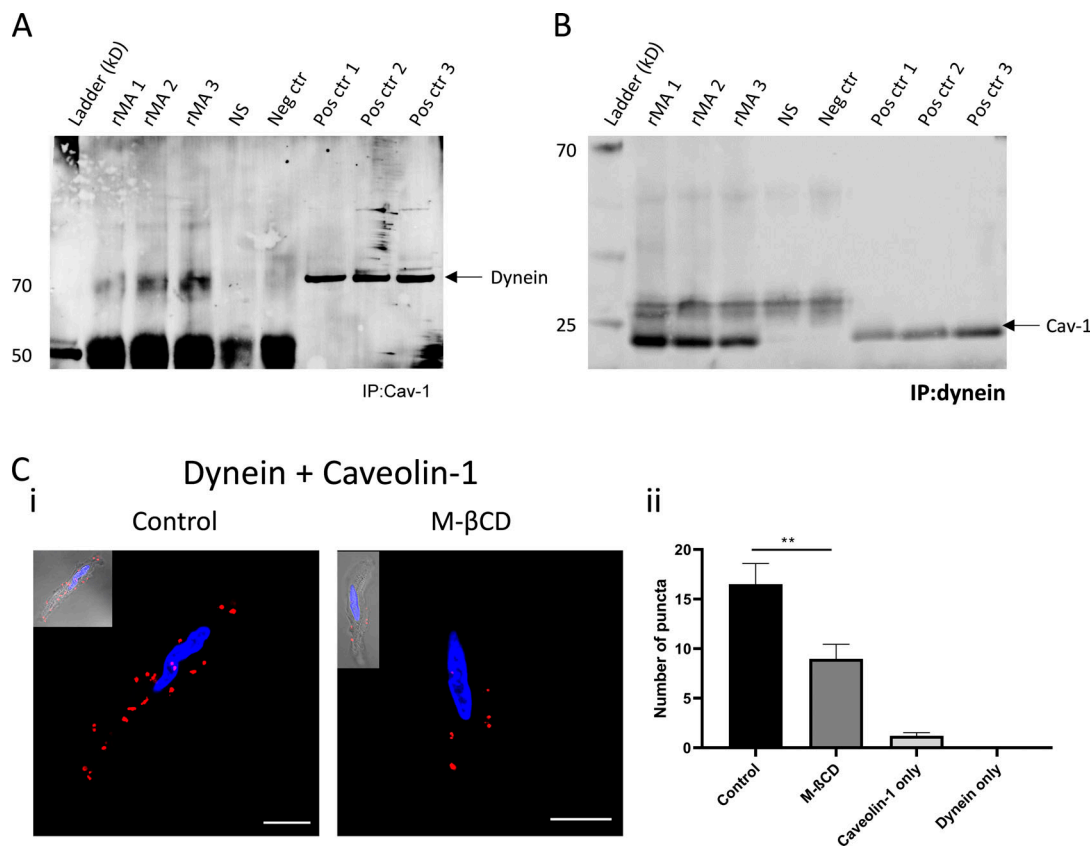 A
Ladder (kD)
rMA 1
rMA 2
rMA 3
NS
Neg ctr
Pos ctr 1
Pos ctr 2
Pos ctr 3
70
50
Dynein
IP:Cav-1
B
Ladder (kD)
rMA 1
rMA 2
rMA 3
NS
Neg ctr
Pos ctr 1
Pos ctr 2
Pos ctr 3
70
25
Cav-1
IP:dynein
C
Dynein + Caveolin-1
i
Control
M-βCD
ii
**
Number of puncta
20
15
10
5
0
Control
M-ßCD
Caveolin-1 only
Dynein only